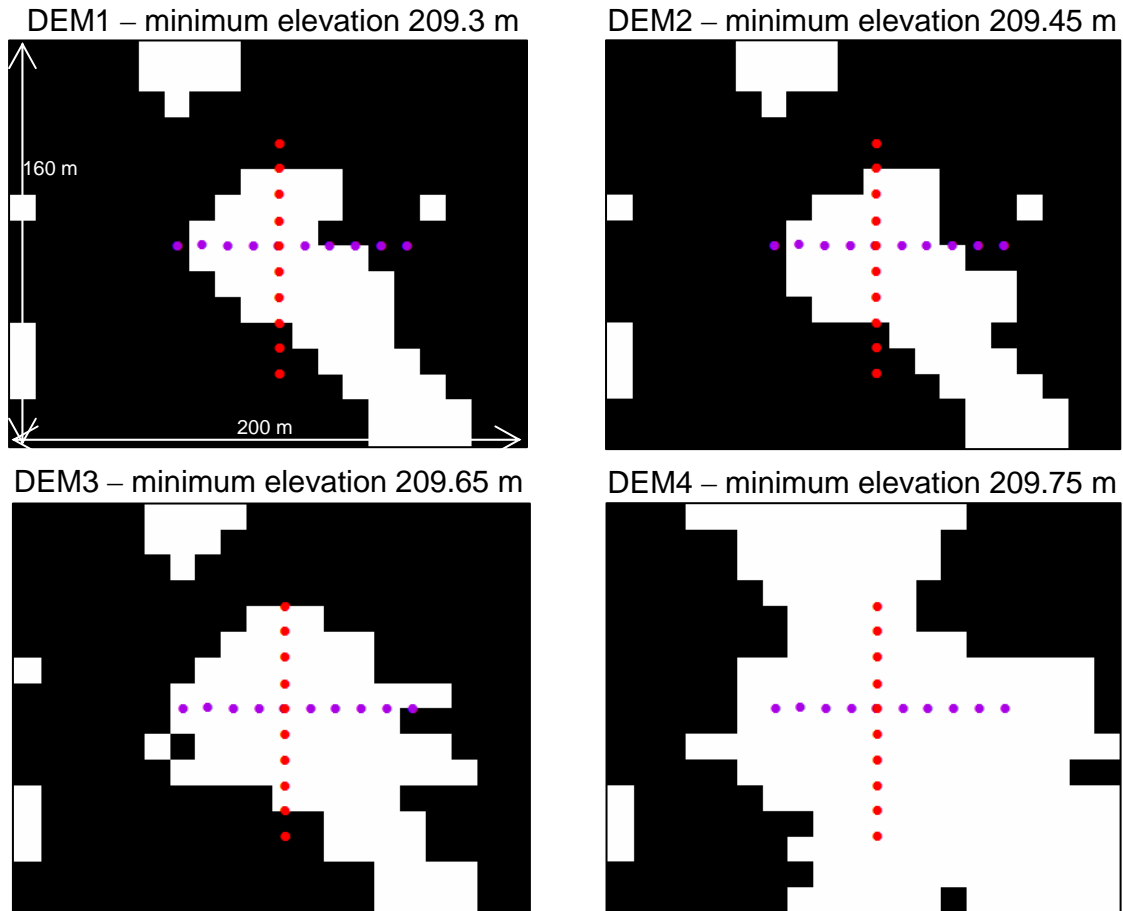 DEM1 – minimum elevation 209.3 m
DEM2 – minimum elevation 209.45 m
160 m
200 m
DEM3 – minimum elevation 209.65 m
DEM4 – minimum elevation 209.75 m